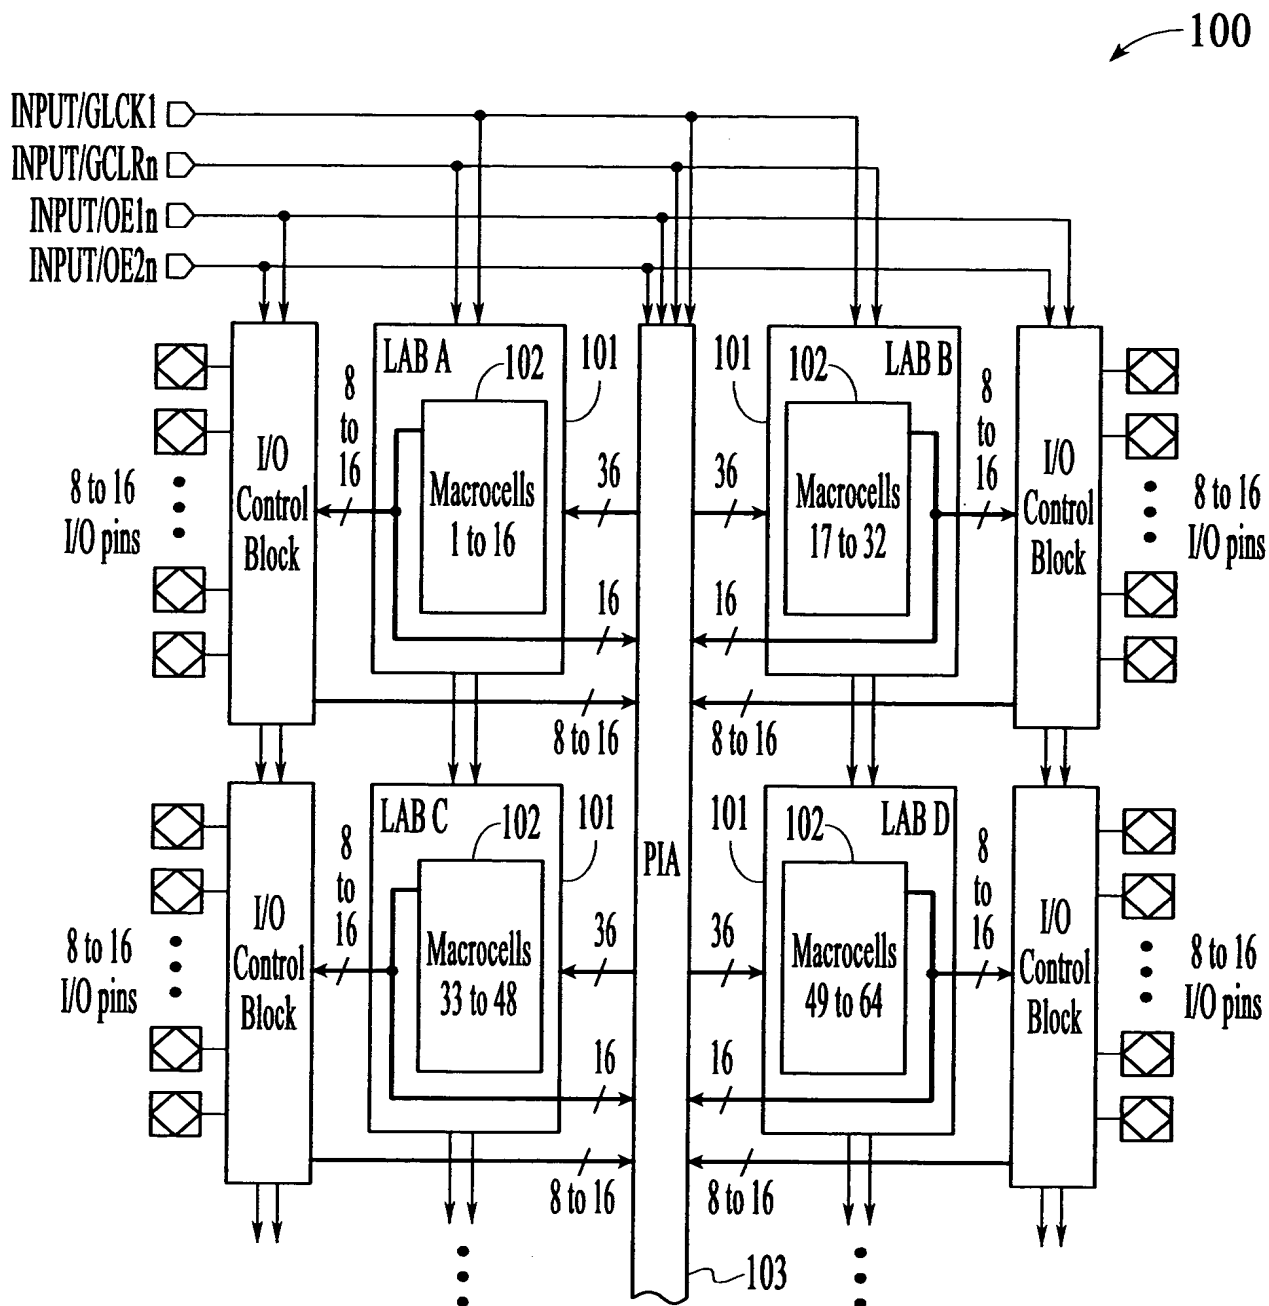 100
INPUT/GLCK1
INPUT/GCLRn
INPUT/OE1n
INPUT/OE2n
LAB A
102
101
8
to
16
I/O
Control
Block
8 to 16
I/O pins
Macrocells
1 to 16
36
16
8 to 16
101
LAB B
102
8
to
16
I/O
Control
Block
8 to 16
I/O pins
Macrocells
17 to 32
36
16
8 to 16
PIA
LAB C
102
101
8
to
16
I/O
Control
Block
8 to 16
I/O pins
Macrocells
33 to 48
36
16
8 to 16
101
LAB D
102
8
to
16
I/O
Control
Block
8 to 16
I/O pins
Macrocells
49 to 64
36
16
8 to 16
103